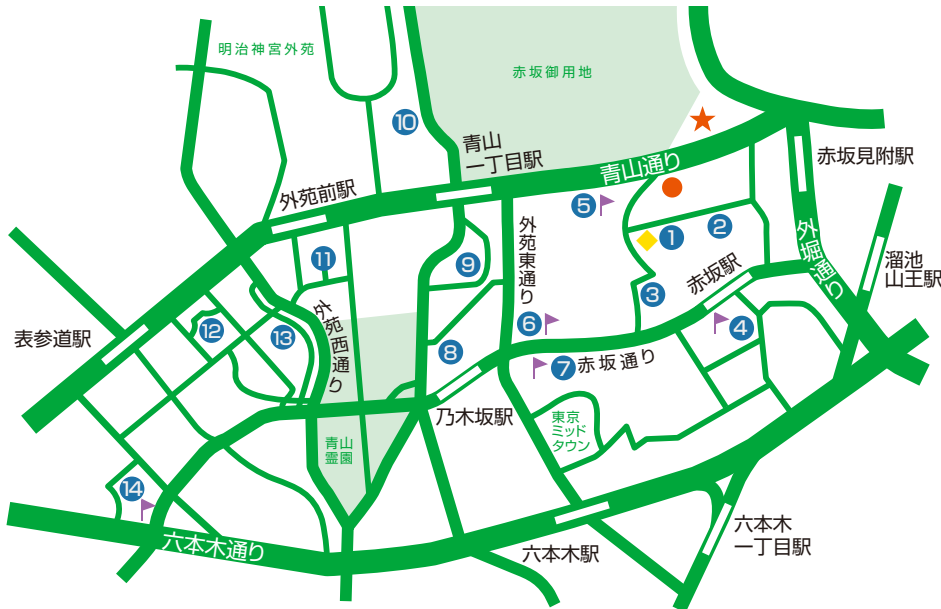 明治神宮外苑
赤坂御用地
⑩
青山
一丁目駅
青山通り
赤坂見附駅
外苑前駅
⑤
①
②
外苑東通り
外堀通り
⑪
⑨
溜池
山王駅
赤坂駅
③
表参道駅
⑫
⑬
外苑西通り
⑥
④
⑧
⑦
赤坂通り
乃木坂駅
東京
ミッド
タウン
青山
霊園
⑭
六本木通り
六本木駅
六本木
一丁目駅